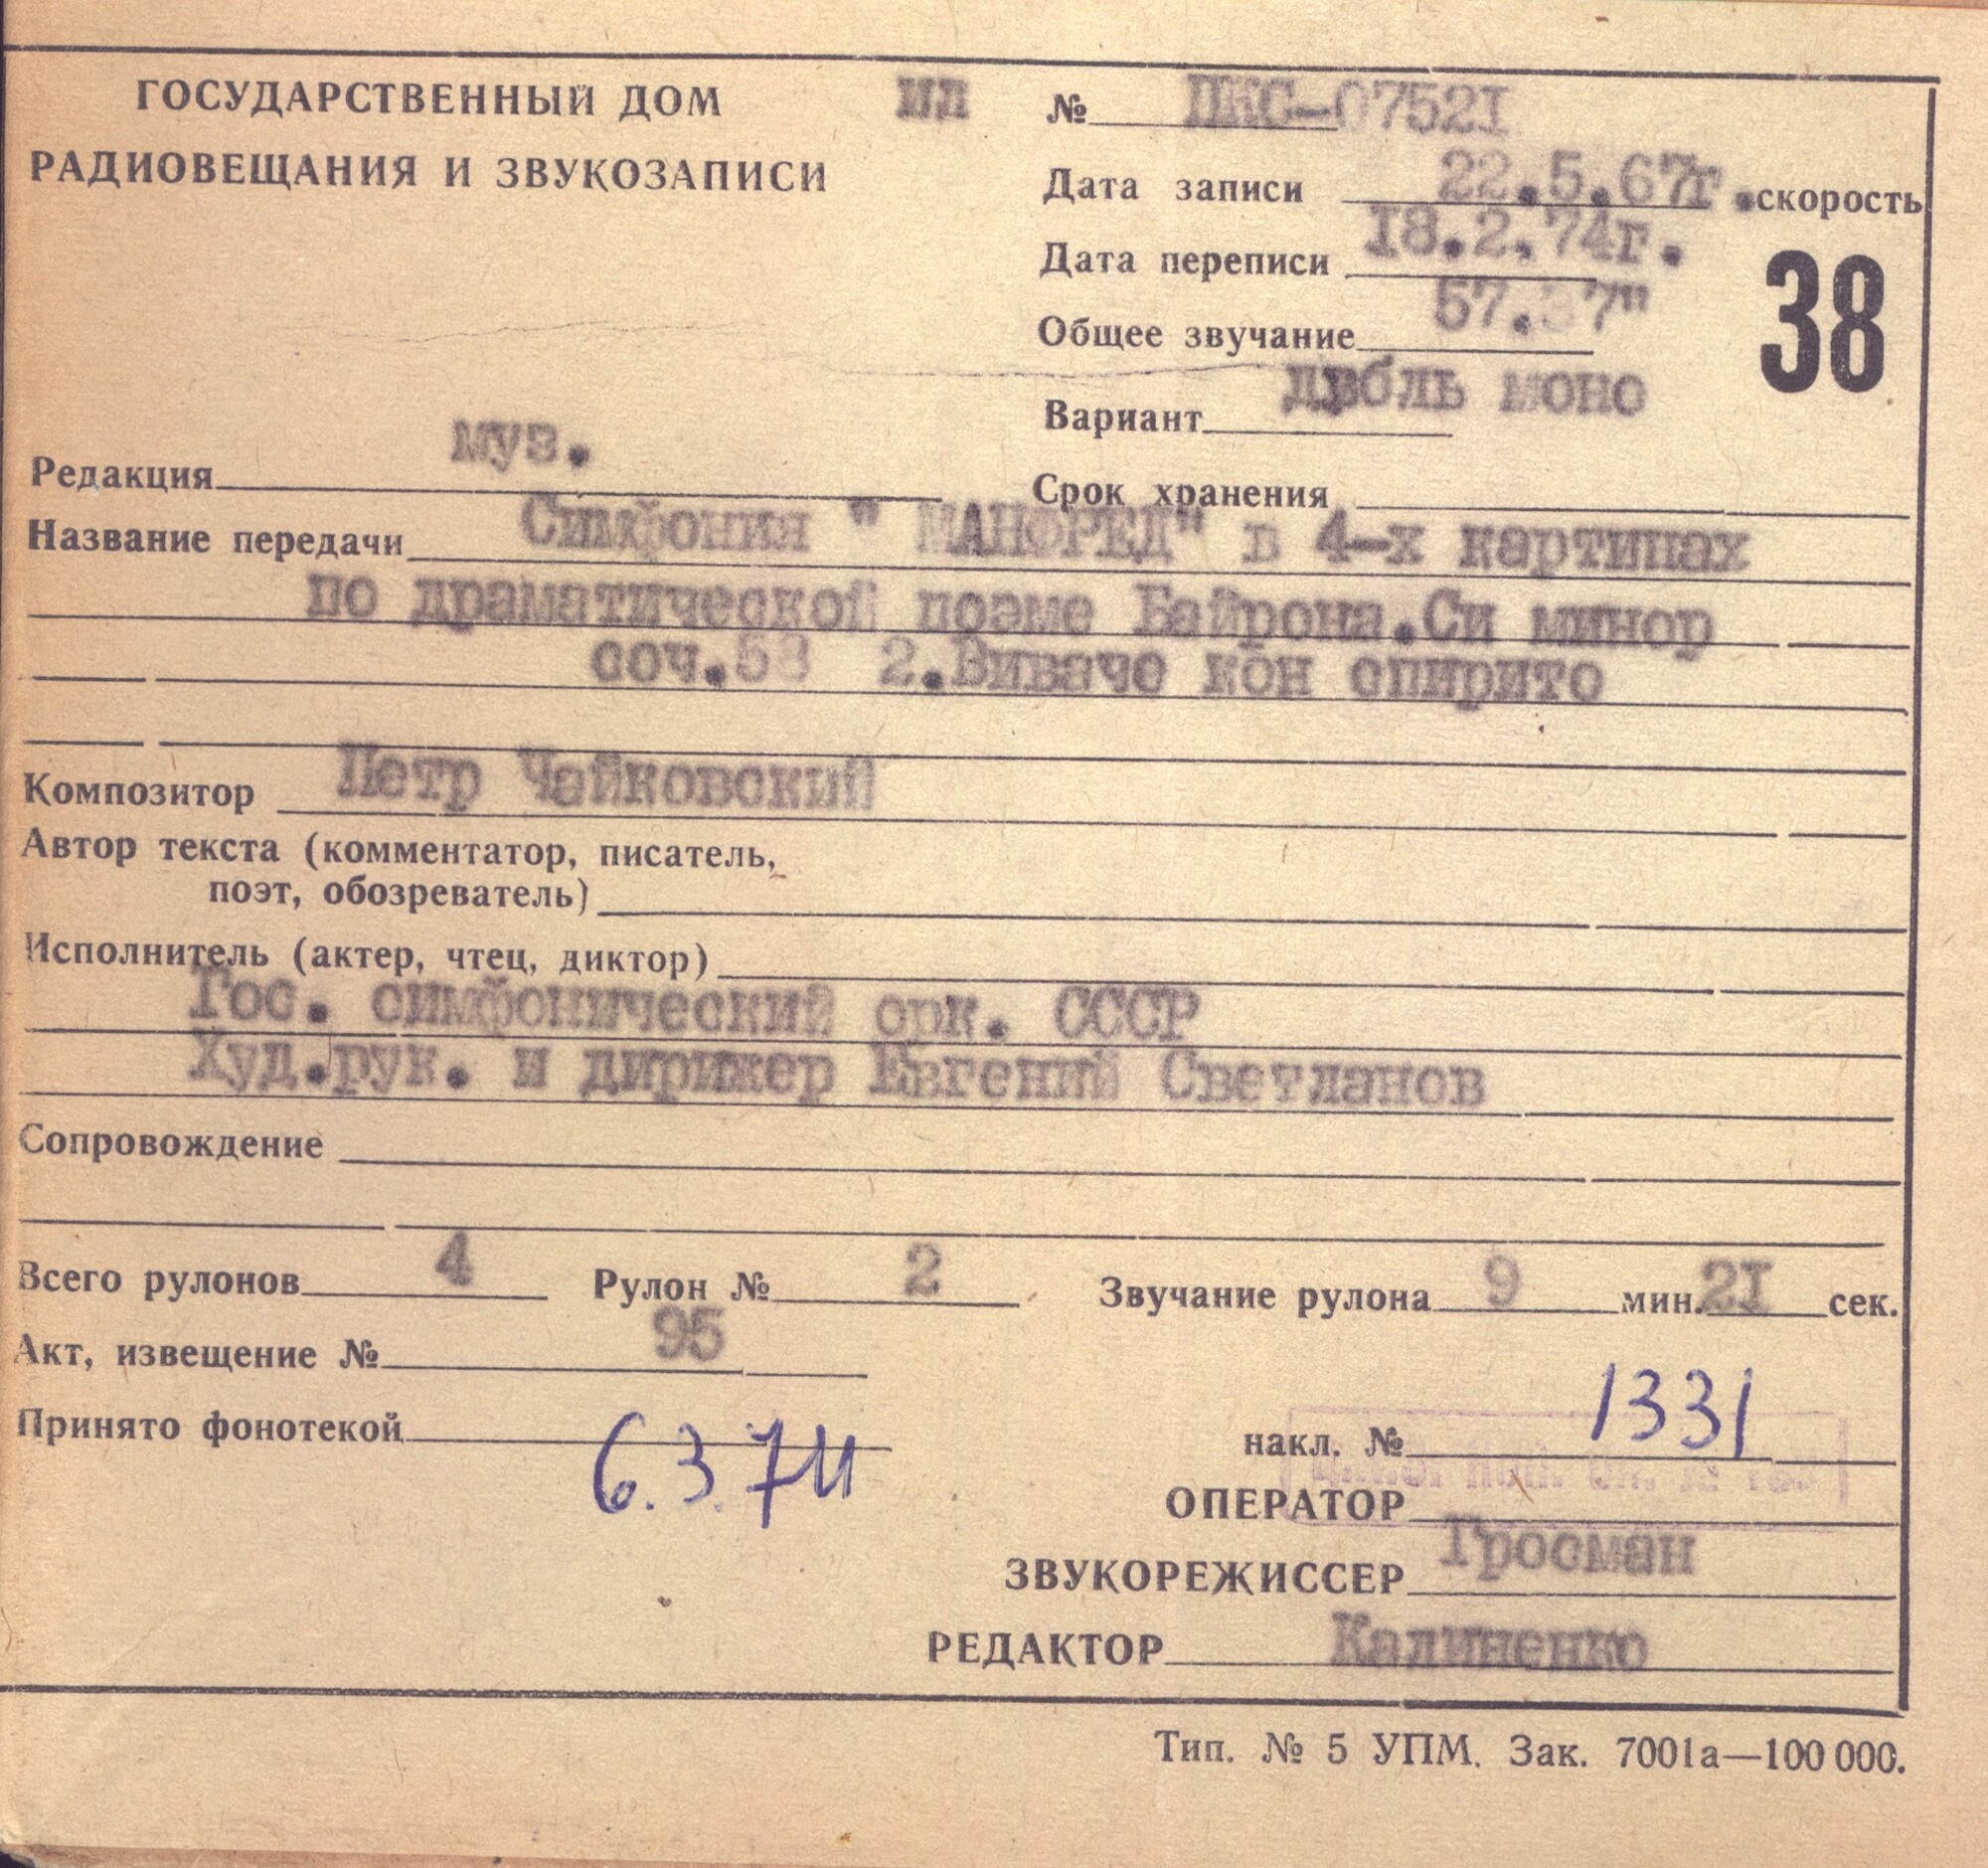 ГОСУДАРСТВЕННЫЙ ДОМ
РАДИОВЕЩАНИЯ И ЗВУКОЗАПИСИ
мл № ЦМС-0752I
Дата записи 22.5.67г. скорость
Дата переписи I8.2.74г.
38
Общее звучание 57.37"
Вариант дубль моно
Редакция муз.
Срок хранения
Название передачи Симфония " МАНФРЕД" в 4-х картинах
по драматической поэме Байрона.Си минор
соч.58 2.Виваче кон спирито
Композитор Петр Чайковский
Автор текста (комментатор, писатель,
поэт, обозреватель)
Исполнитель (актер, чтец, диктор)
Гос. симфонический орк. СССР
Худ.рук. и дирижер Евгений Светланов
Сопровождение
Всего рулонов 4 Рулон № 2 Звучание рулона 9 мин. 2I сек.
Акт, извещение № 95
Принято фонотекой 6.3.74
накл. № 1331
ОПЕРАТОР
ЗВУКОРЕЖИССЕР Гросман
РЕДАКТОР Калиненко
Тип. № 5 УПМ. Зак. 7001а—100 000.